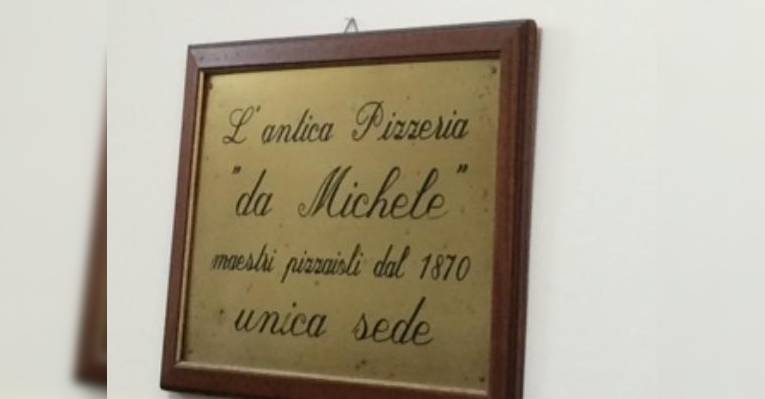 L'antica Pizzeria
"da Michele"
maestri pizzaioli dal 1870
unica sede